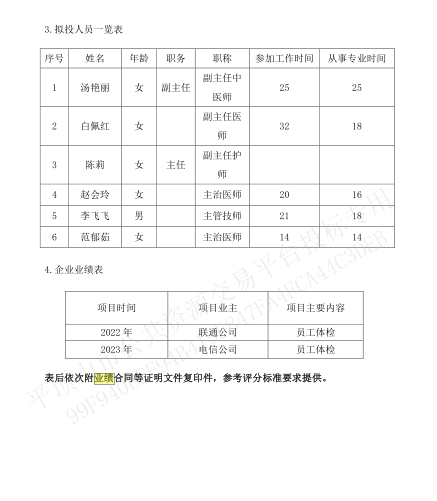 3.拟投人员一览表
序号 姓名 年龄 职务 职称 参加工作时间 从事专业时间
1 汤艳丽 女 副主任 副主任中医师 25 25
2 白佩红 女 副主任医师 32 18
3 陈莉 女 主任 副主任护师
4 赵会玲 女 主治医师 20 16
5 李飞飞 男 主管技师 21 18
6 范郁茹 女 主治医师 14 14
4.企业业绩表
项目时间 项目业主 项目主要内容
2022 年 联通公司 员工体检
2023 年 电信公司 员工体检
表后依次附业绩合同等证明文件复印件，参考评分标准要求提供。